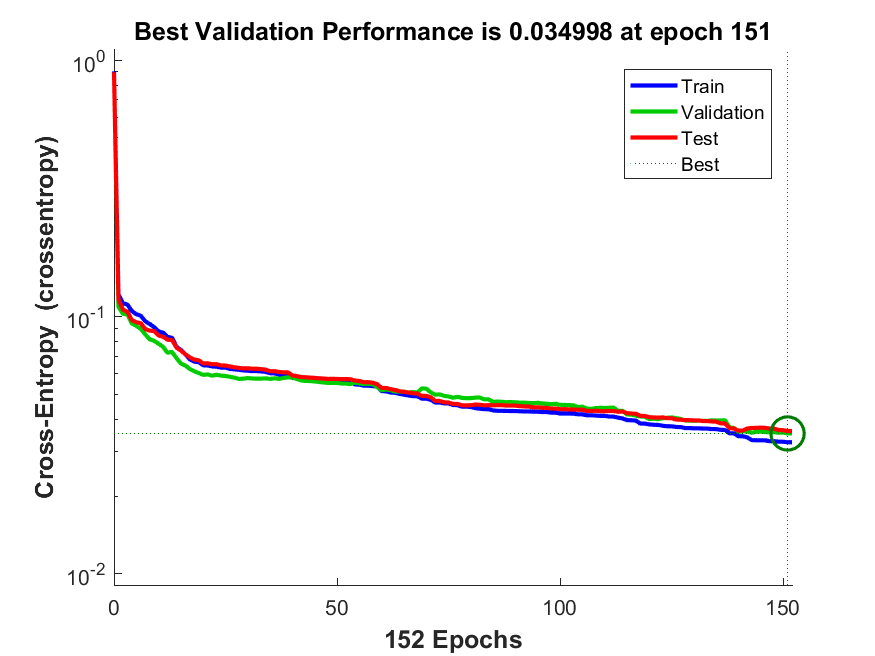 Best Validation Performance is 0.034998 at epoch 151
10^0
10^-1
10^-2
Cross-Entropy  (crossentropy)
Train
Validation
Test
Best
0 50 100 150
152 Epochs